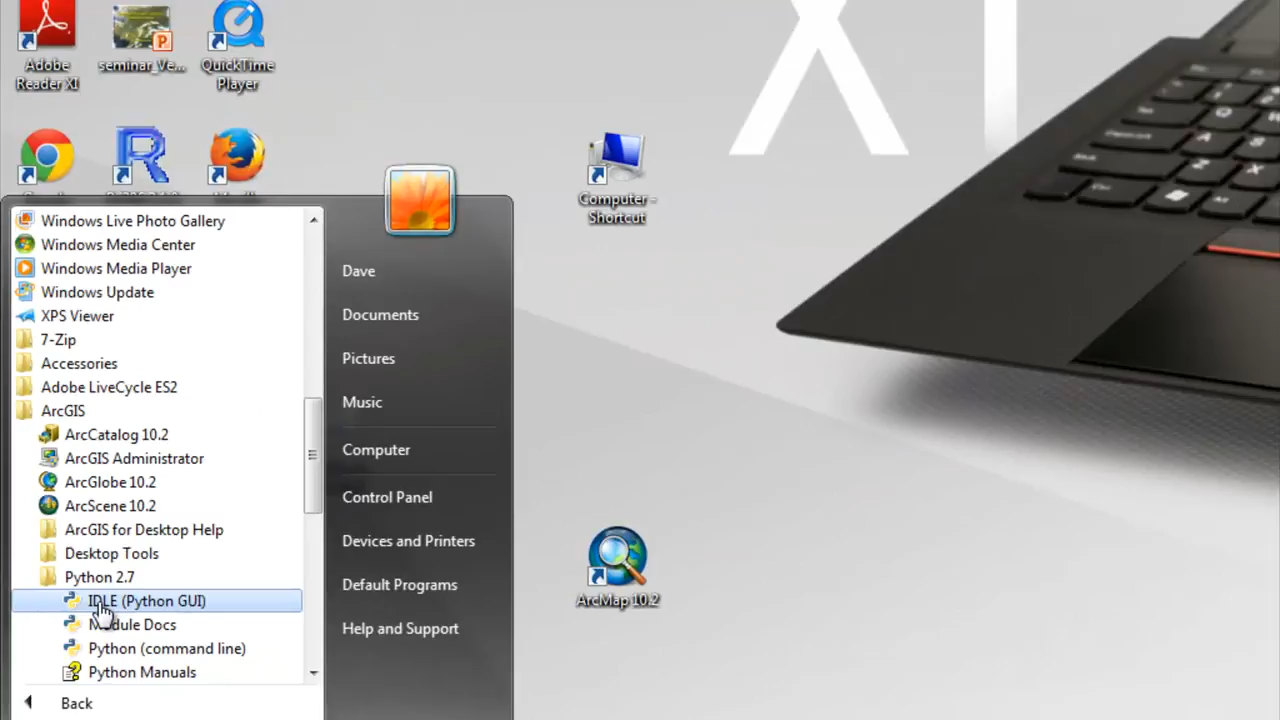 Adobe
Reader XI
seminar_Ve...
QuickTime
Player
Computer -
Shortcut
ArcMap 10.2
Windows Live Photo Gallery
Windows Media Center
Windows Media Player
Windows Update
XPS Viewer
7-Zip
Accessories
Adobe LiveCycle ES2
ArcGIS
ArcCatalog 10.2
ArcGIS Administrator
ArcGlobe 10.2
ArcScene 10.2
ArcGIS for Desktop Help
Desktop Tools
Python 2.7
IDLE (Python GUI)
Module Docs
Python (command line)
Python Manuals
Back
Dave
Documents
Pictures
Music
Computer
Control Panel
Devices and Printers
Default Programs
Help and Support
X1